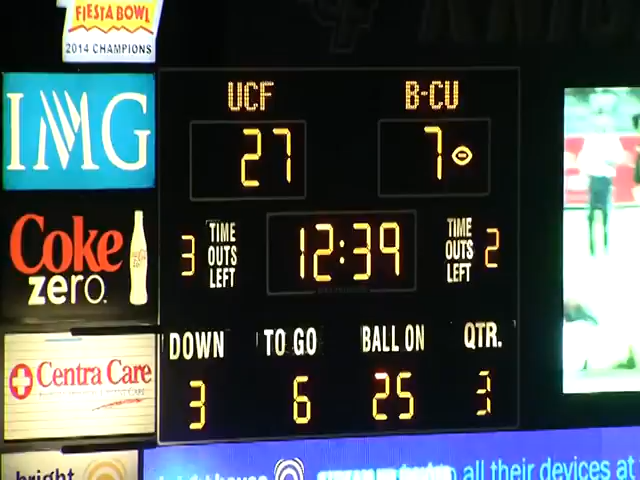 FIESTA BOWL
2014 CHAMPIONS
IMG
UCF B-CU
27 7
Coke
zero.
3 TIME OUTS LEFT 12:39 TIME OUTS LEFT 2
DOWN TO GO BALL ON QTR.
3 6 25 3
Centra Care
bright
all their devices at